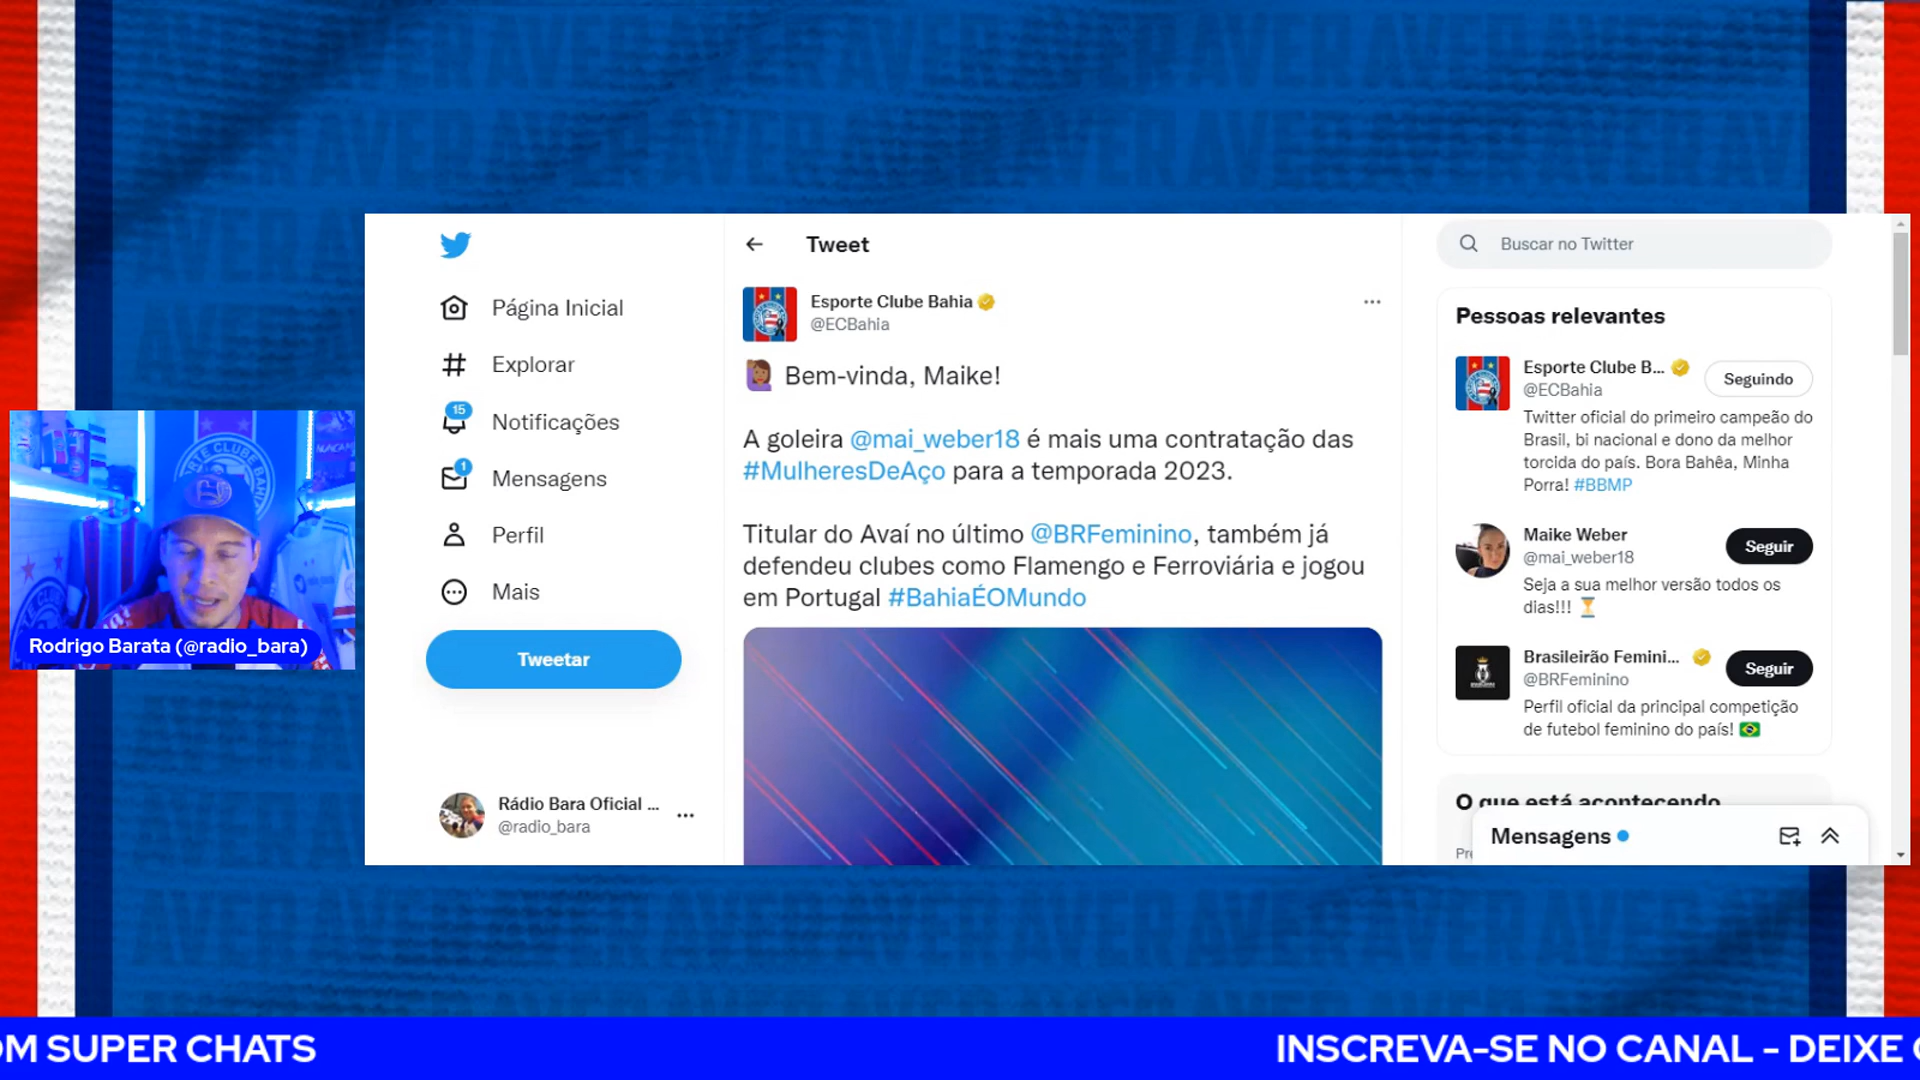 Tweet
Buscar no Twitter
Página Inicial
Explorar
15
Notificações
1
Mensagens
Perfil
Mais
Tweetar
Rádio Bara Oficial ...
@radio_bara
Esporte Clube Bahia
@ECBahia
Bem-vinda, Maike!
A goleira @mai_weber18 é mais uma contratação das
#MulheresDeAço para a temporada 2023.
Titular do Avaí no último @BRFeminino, também já
defendeu clubes como Flamengo e Ferroviária e jogou
em Portugal #BahiaÉOMundo
Pessoas relevantes
Esporte Clube B...
@ECBahia
Seguindo
Twitter oficial do primeiro campeão do
Brasil, bi nacional e dono da melhor
torcida do país. Bora Bahêa, Minha
Porra! #BBMP
Maike Weber
@mai_weber18
Seguir
Seja a sua melhor versão todos os
dias!!!
Brasileirão Femini...
@BRFeminino
Seguir
Perfil oficial da principal competição
de futebol feminino do país!
O que está acontecendo
Mensagens
Rodrigo Barata (@radio_bara)
OM SUPER CHATS
INSCREVA-SE NO CANAL - DEIXE